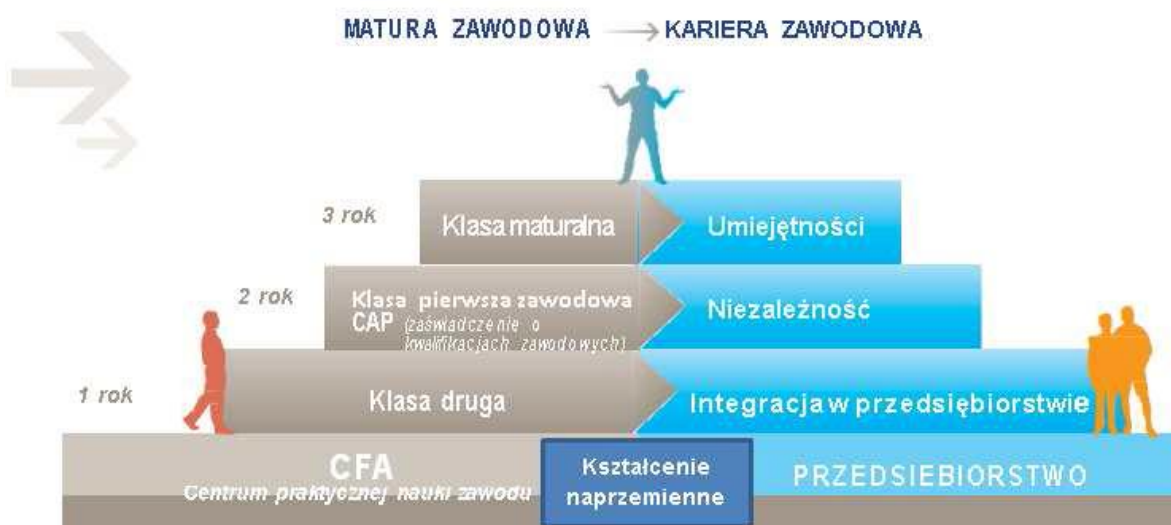 MATURA ZAWODOWA → KARIERA ZAWODOWA
3 rok
Klasa maturalna
Umiejętności
2 rok
Klasa pierwsza zawodowa
CAP (zaświadczenie o
kwalifikacjach zawodowych)
Niezależność
1 rok
Klasa druga
Integracja w przedsiębiorstwie
CFA
Centrum praktycznej nauki zawodu
Kształcenie
naprzemienne
PRZEDSIEBIORSTWO